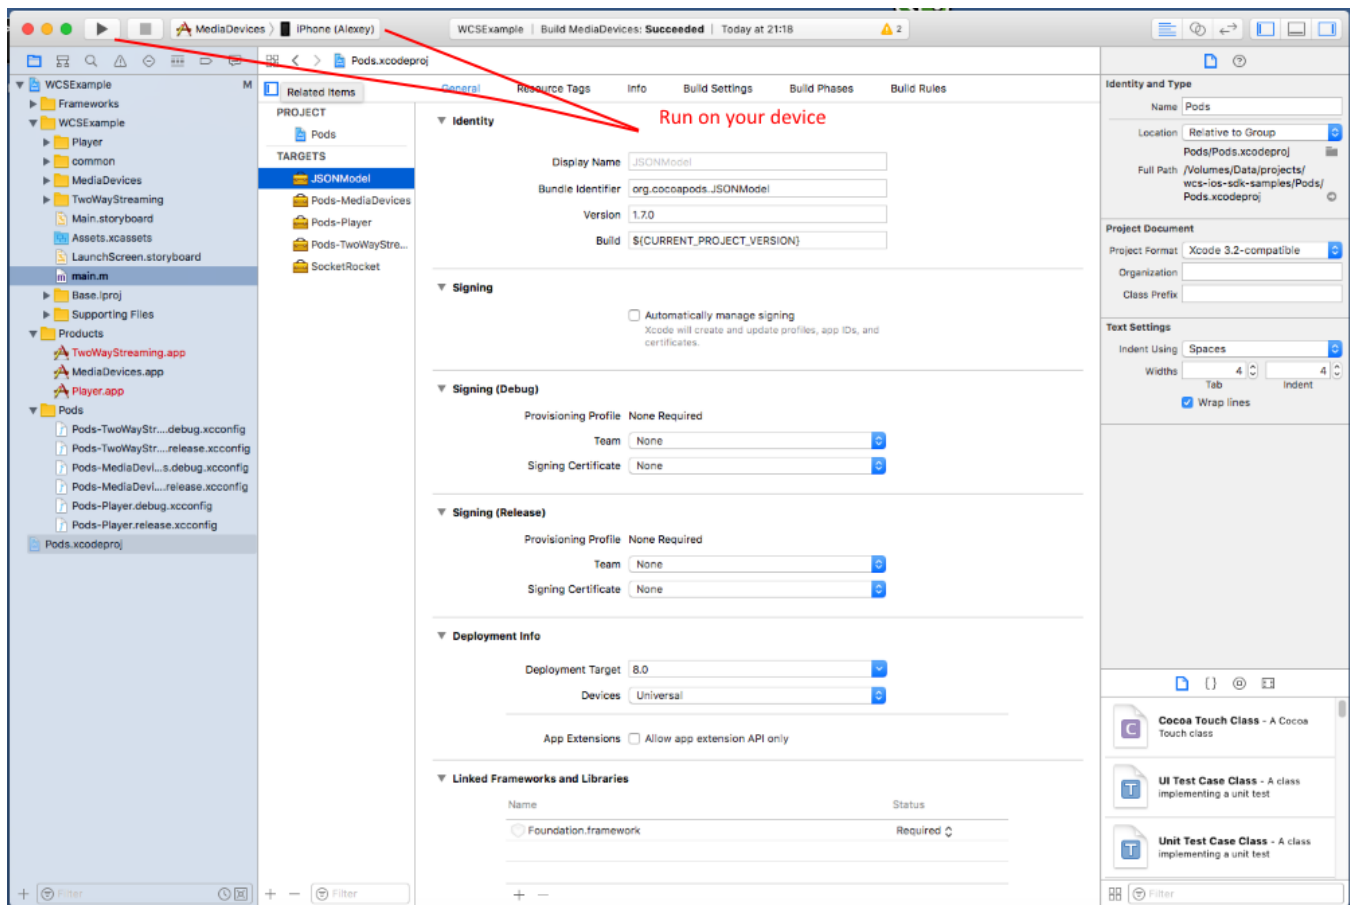 MediaDevices
iPhone (Alexey)
WCSExample | Build MediaDevices: Succeeded | Today at 21:18
2
Pods.xcodeproj
WCSExample M
Frameworks
WCSExample
Player
common
MediaDevices
TwoWayStreaming
Main.storyboard
Assets.xcassets
LaunchScreen.storyboard
main.m
Base.lproj
Supporting Files
Products
TwoWayStreaming.app
MediaDevices.app
Player.app
Pods
Pods-TwoWayStr....debug.xcconfig
Pods-TwoWayStr....release.xcconfig
Pods-MediaDevi...s.debug.xcconfig
Pods-MediaDevi....release.xcconfig
Pods-Player.debug.xcconfig
Pods-Player.release.xcconfig
Pods.xcodeproj
Filter
Related Items
PROJECT
Pods
TARGETS
JSONModel
Pods-MediaDevices
Pods-Player
Pods-TwoWayStre...
SocketRocket
Filter
General Resource Tags Info Build Settings Build Phases Build Rules
Run on your device
Identity
Display Name JSONModel
Bundle Identifier org.cocoapods.JSONModel
Version 1.7.0
Build ${CURRENT_PROJECT_VERSION}
Signing
Automatically manage signing
Xcode will create and update profiles, app IDs, and
certificates.
Signing (Debug)
Provisioning Profile None Required
Team None
Signing Certificate None
Signing (Release)
Provisioning Profile None Required
Team None
Signing Certificate None
Deployment Info
Deployment Target 8.0
Devices Universal
App Extensions Allow app extension API only
Linked Frameworks and Libraries
Name Status
Foundation.framework Required
Identity and Type
Name Pods
Location Relative to Group
Pods/Pods.xcodeproj
Full Path /Volumes/Data/projects/
wcs-ios-sdk-samples/Pods/
Pods.xcodeproj
Project Document
Project Format Xcode 3.2-compatible
Organization
Class Prefix
Text Settings
Indent Using Spaces
Widths 4 4
Tab Indent
Wrap lines
C
Cocoa Touch Class - A Cocoa
Touch class
T
UI Test Case Class - A class
implementing a unit test
T
Unit Test Case Class - A class
implementing a unit test
Filter